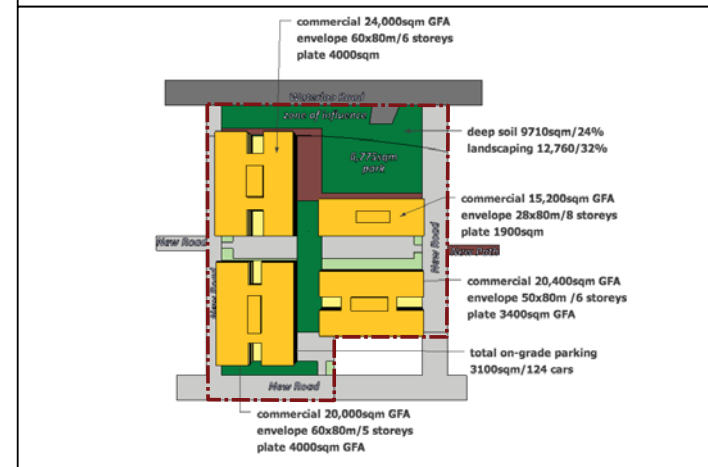 commercial 24,000sqm GFA
envelope 60x80m/6 storeys
plate 4000sqm
Waterloo Road
zone of influence
deep soil 9710sqm/24%
landscaping 12,760/32%
park
commercial 15,200sqm GFA
envelope 28x80m/8 storeys
plate 1900sqm
New Road
New Road
New Path
New Road
commercial 20,400sqm GFA
envelope 50x80m /6 storeys
plate 3400sqm GFA
total on-grade parking
3100sqm/124 cars
New Road
commercial 20,000sqm GFA
envelope 60x80m/5 storeys
plate 4000sqm GFA